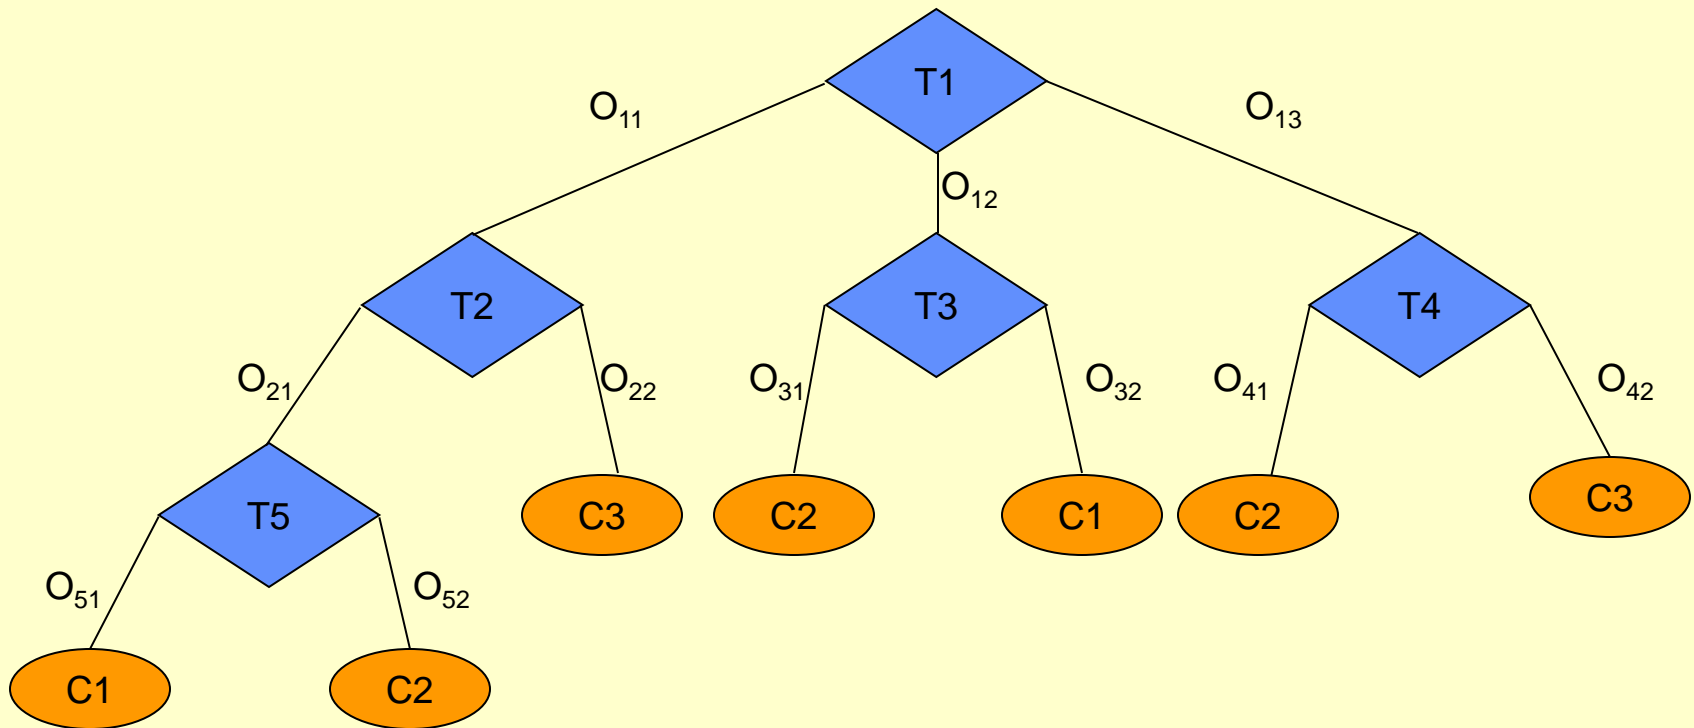 T1
O₁₁
O₁₃
O₁₂
T2
T3
T4
O₂₁
O₂₂
O₃₁
O₃₂
O₄₁
O₄₂
T5
C3
C2
C1
C2
C3
O₅₁
O₅₂
C1
C2